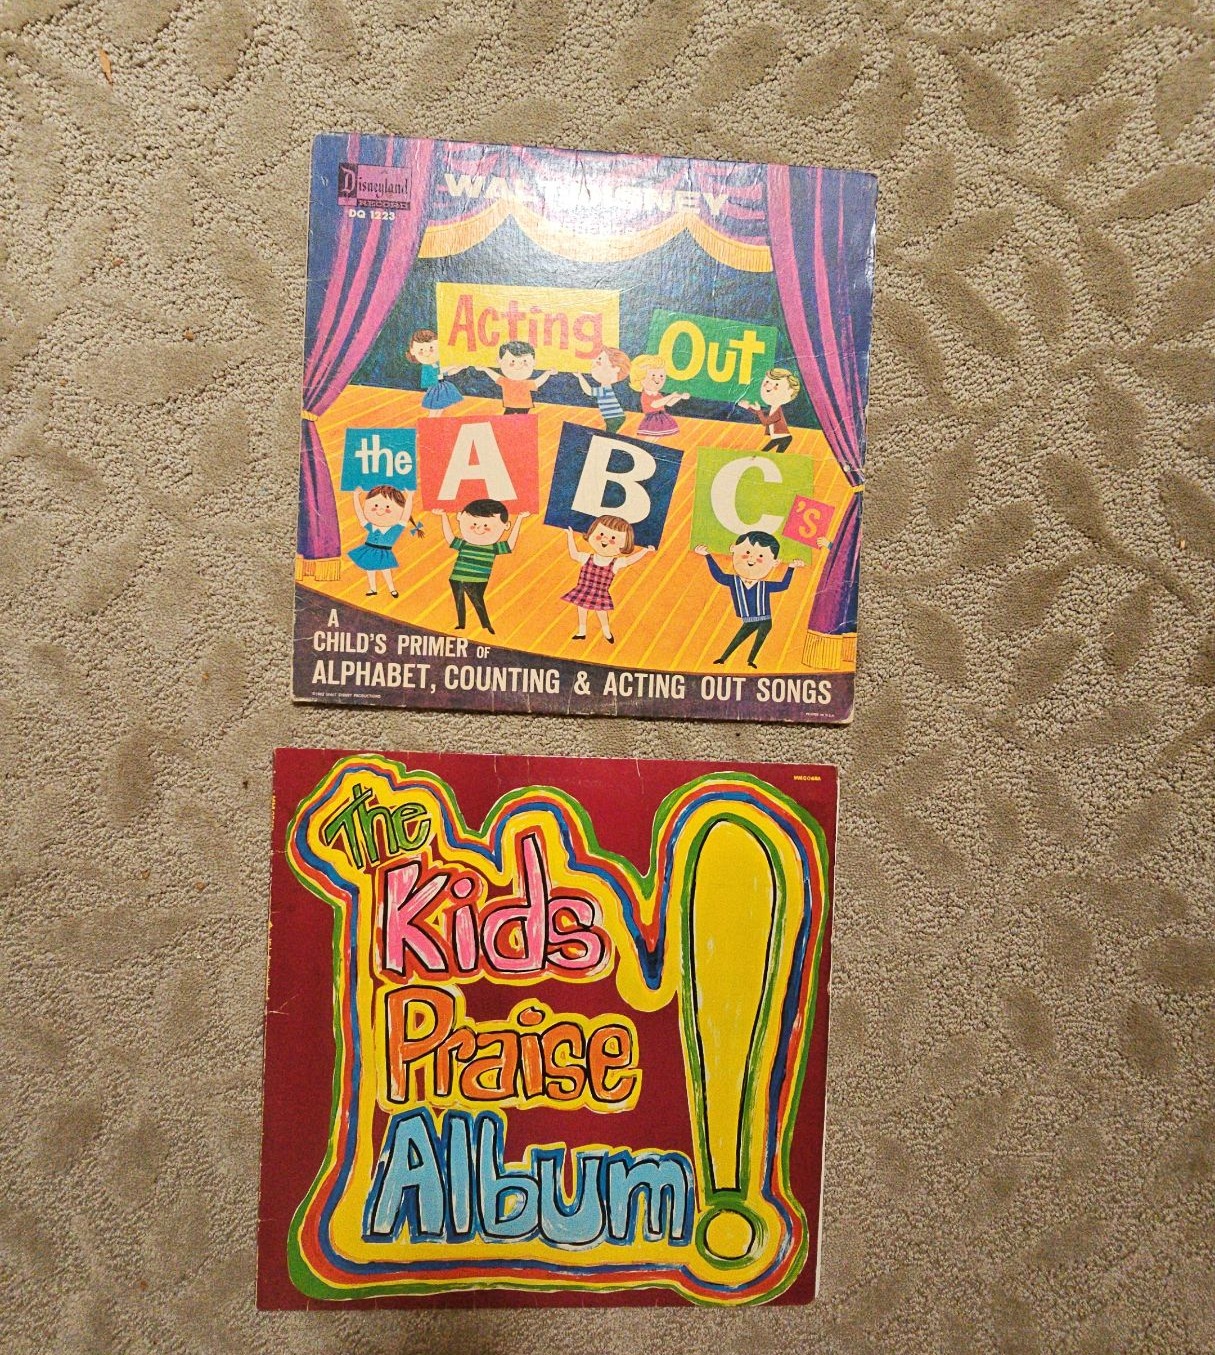 Disneyland
RECORD
DQ 1223
WALT DISNEY
Acting Out
the A B C's
A
CHILD'S PRIMER OF
ALPHABET, COUNTING & ACTING OUT SONGS
The
Kids
Praise
Album!